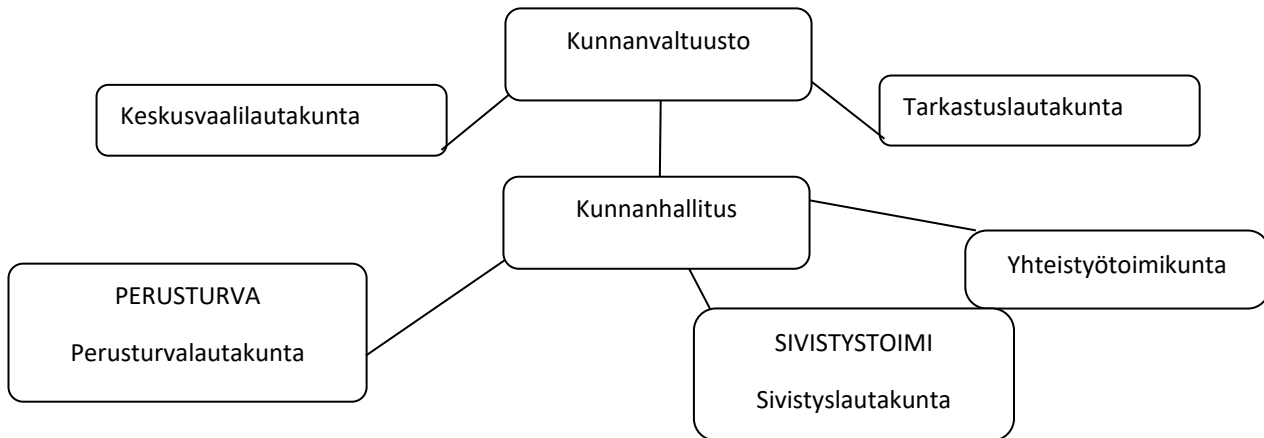 Kunnanvaltuusto
Keskusvaalilautakunta
Tarkastuslautakunta
Kunnanhallitus
Yhteistyötoimikunta
PERUSTURVA
Perusturvalautakunta
SIVISTYSTOIMI
Sivistyslautakunta